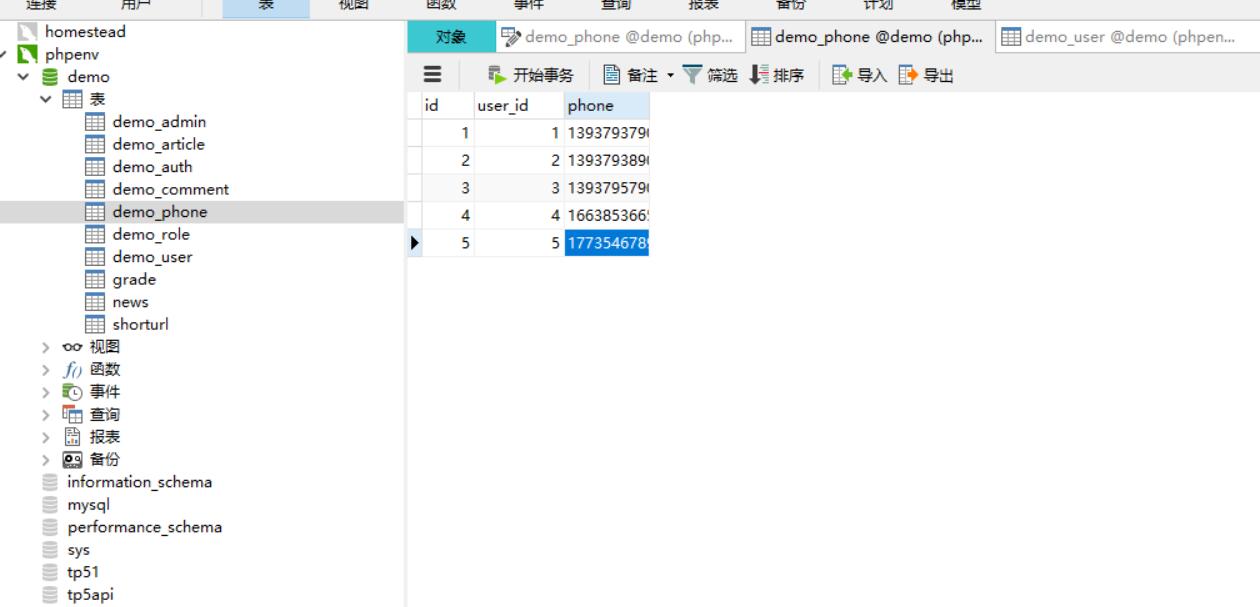 连接 用户 表 视图 函数 事件 查询 报表 备份 计划 模型
homestead
phpenv
demo
表
demo_admin
demo_article
demo_auth
demo_comment
demo_phone
demo_role
demo_user
grade
news
shorturl
视图
函数
事件
查询
报表
备份
information_schema
mysql
performance_schema
sys
tp51
tp5api
对象 demo_phone @demo (php... demo_phone @demo (php... demo_user @demo (phpen...
开始事务 备注 筛选 排序 导入 导出
id user_id phone
1 1 139379379
2 2 139379389
3 3 139379579
4 4 166385366
5 5 177354678